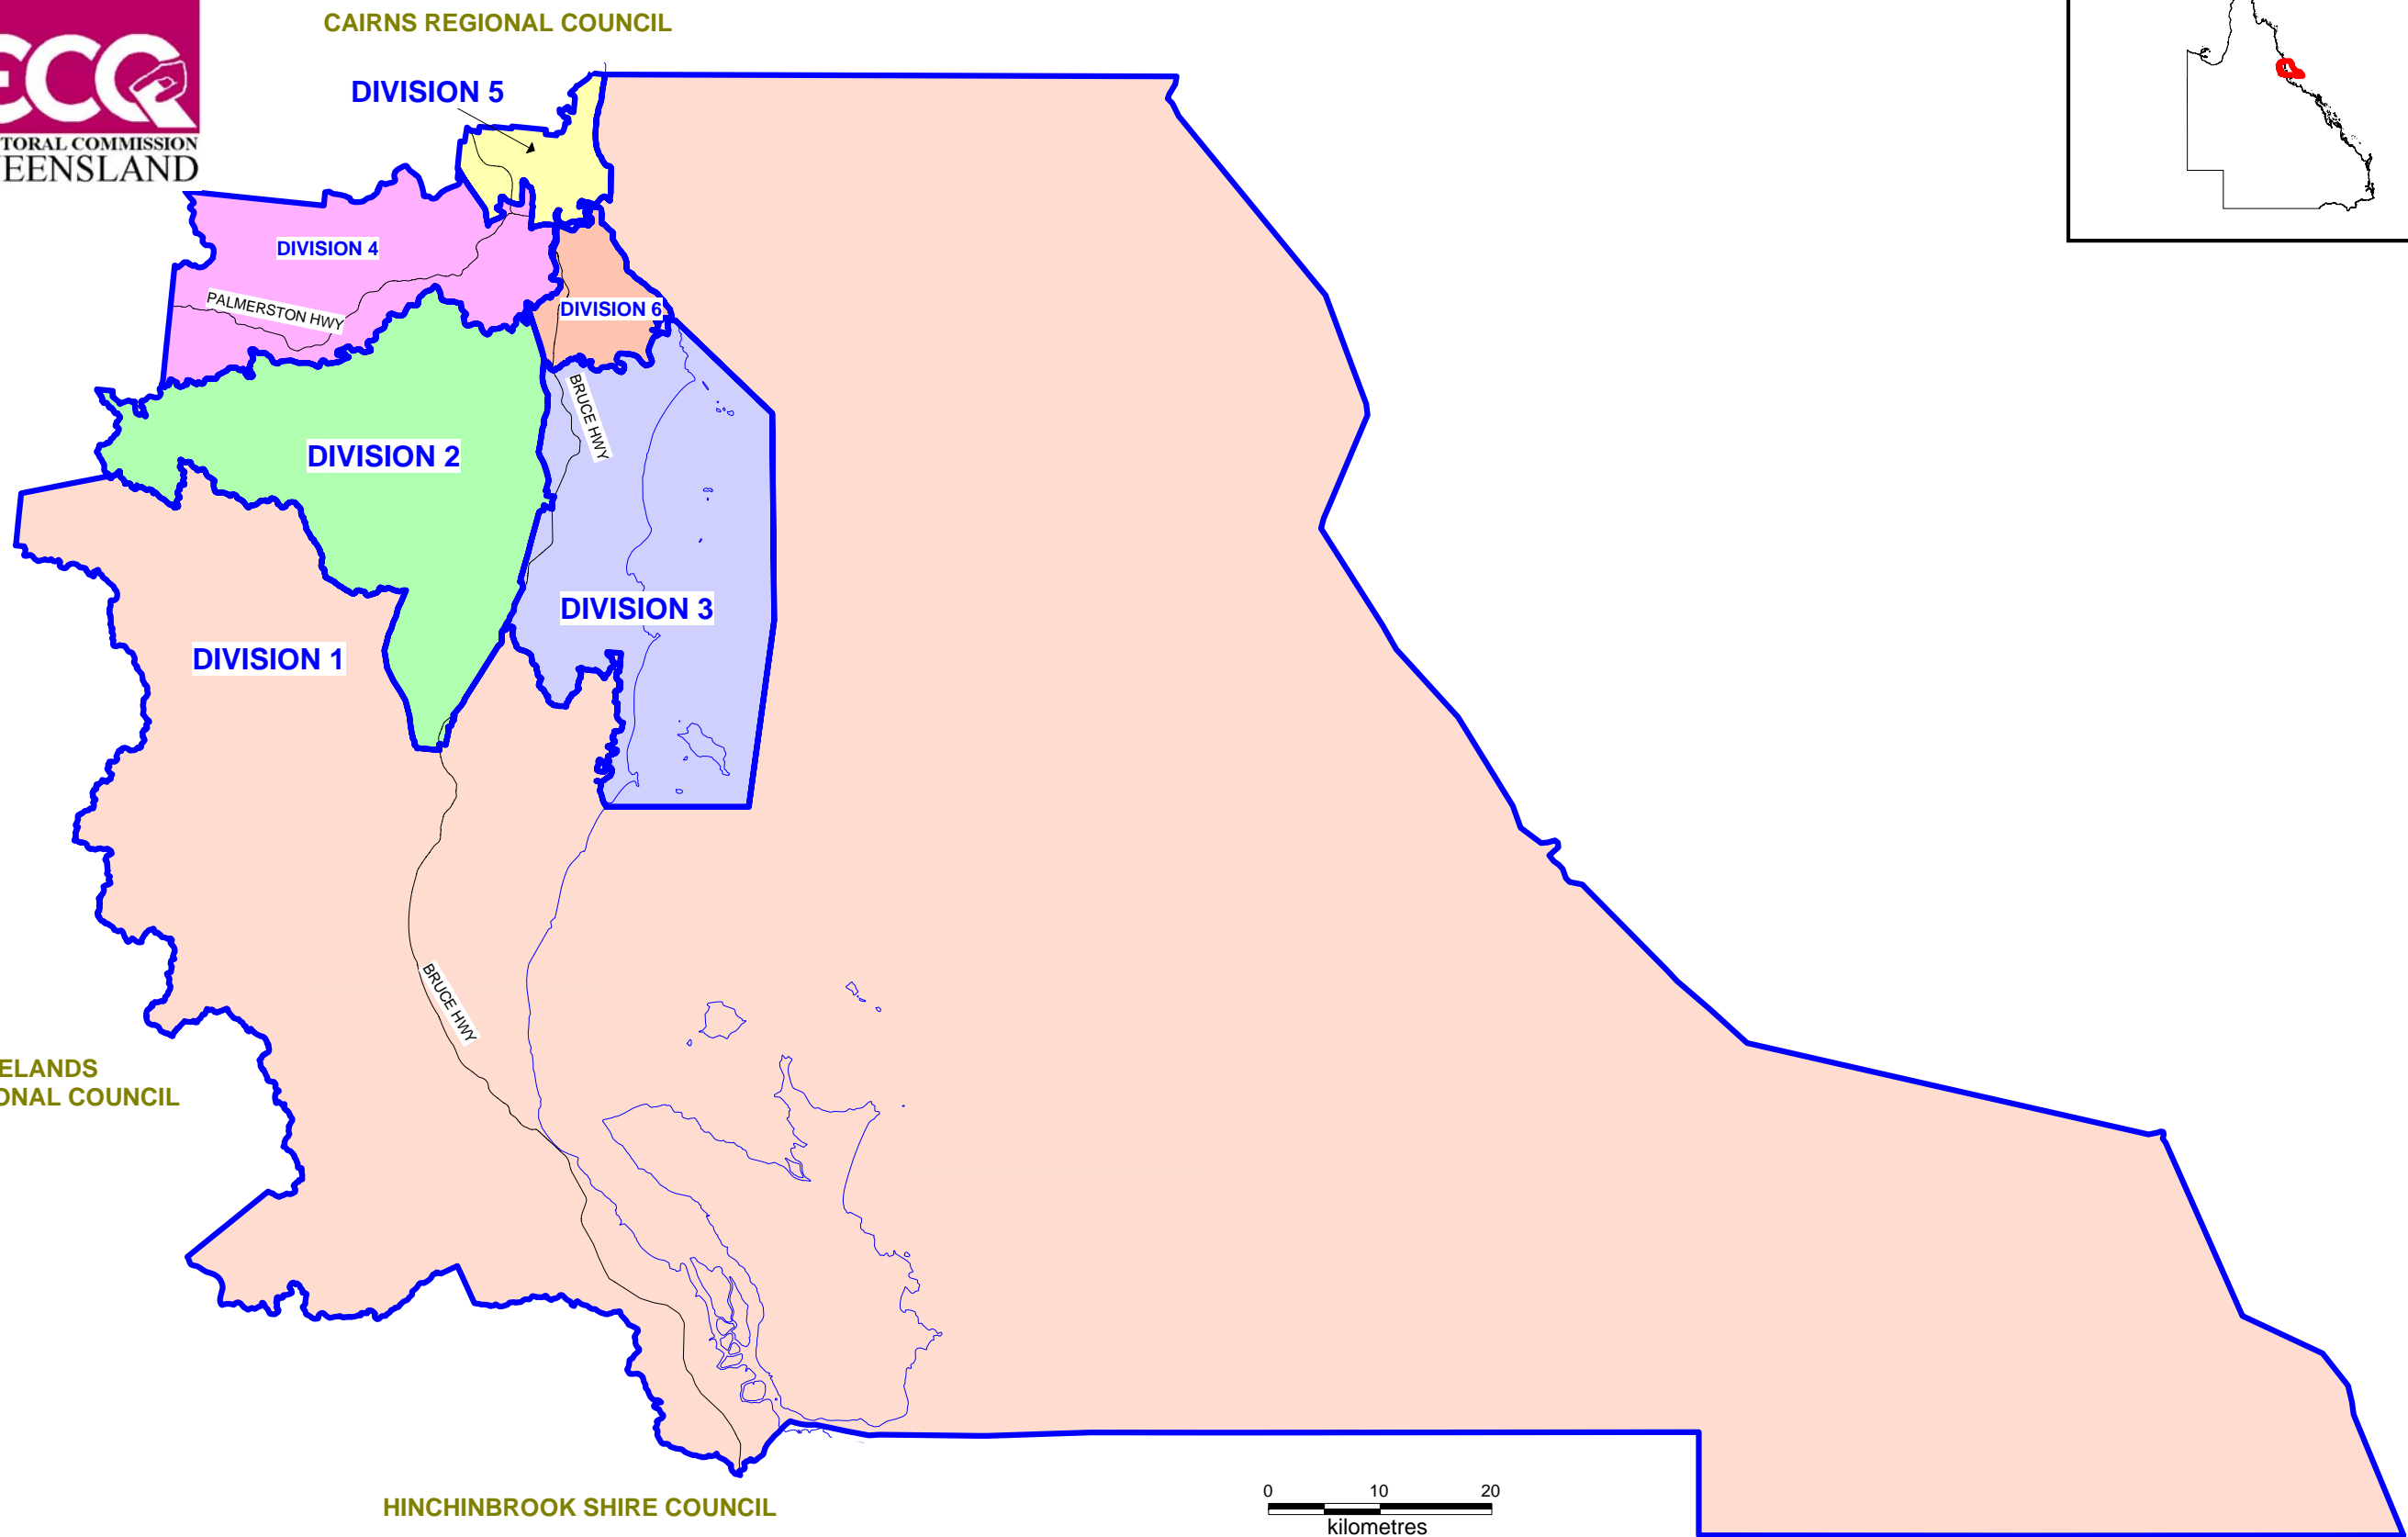 CAIRNS REGIONAL COUNCIL
ECQ
TORAL COMMISSION
EENSLAND
DIVISION 5
DIVISION 4
PALMERSTON HWY
DIVISION 6
BRUCE HWY
DIVISION 2
DIVISION 3
DIVISION 1
BRUCE HWY
ELANDS
ONAL COUNCIL
HINCHINBROOK SHIRE COUNCIL
0 10 20
kilometres